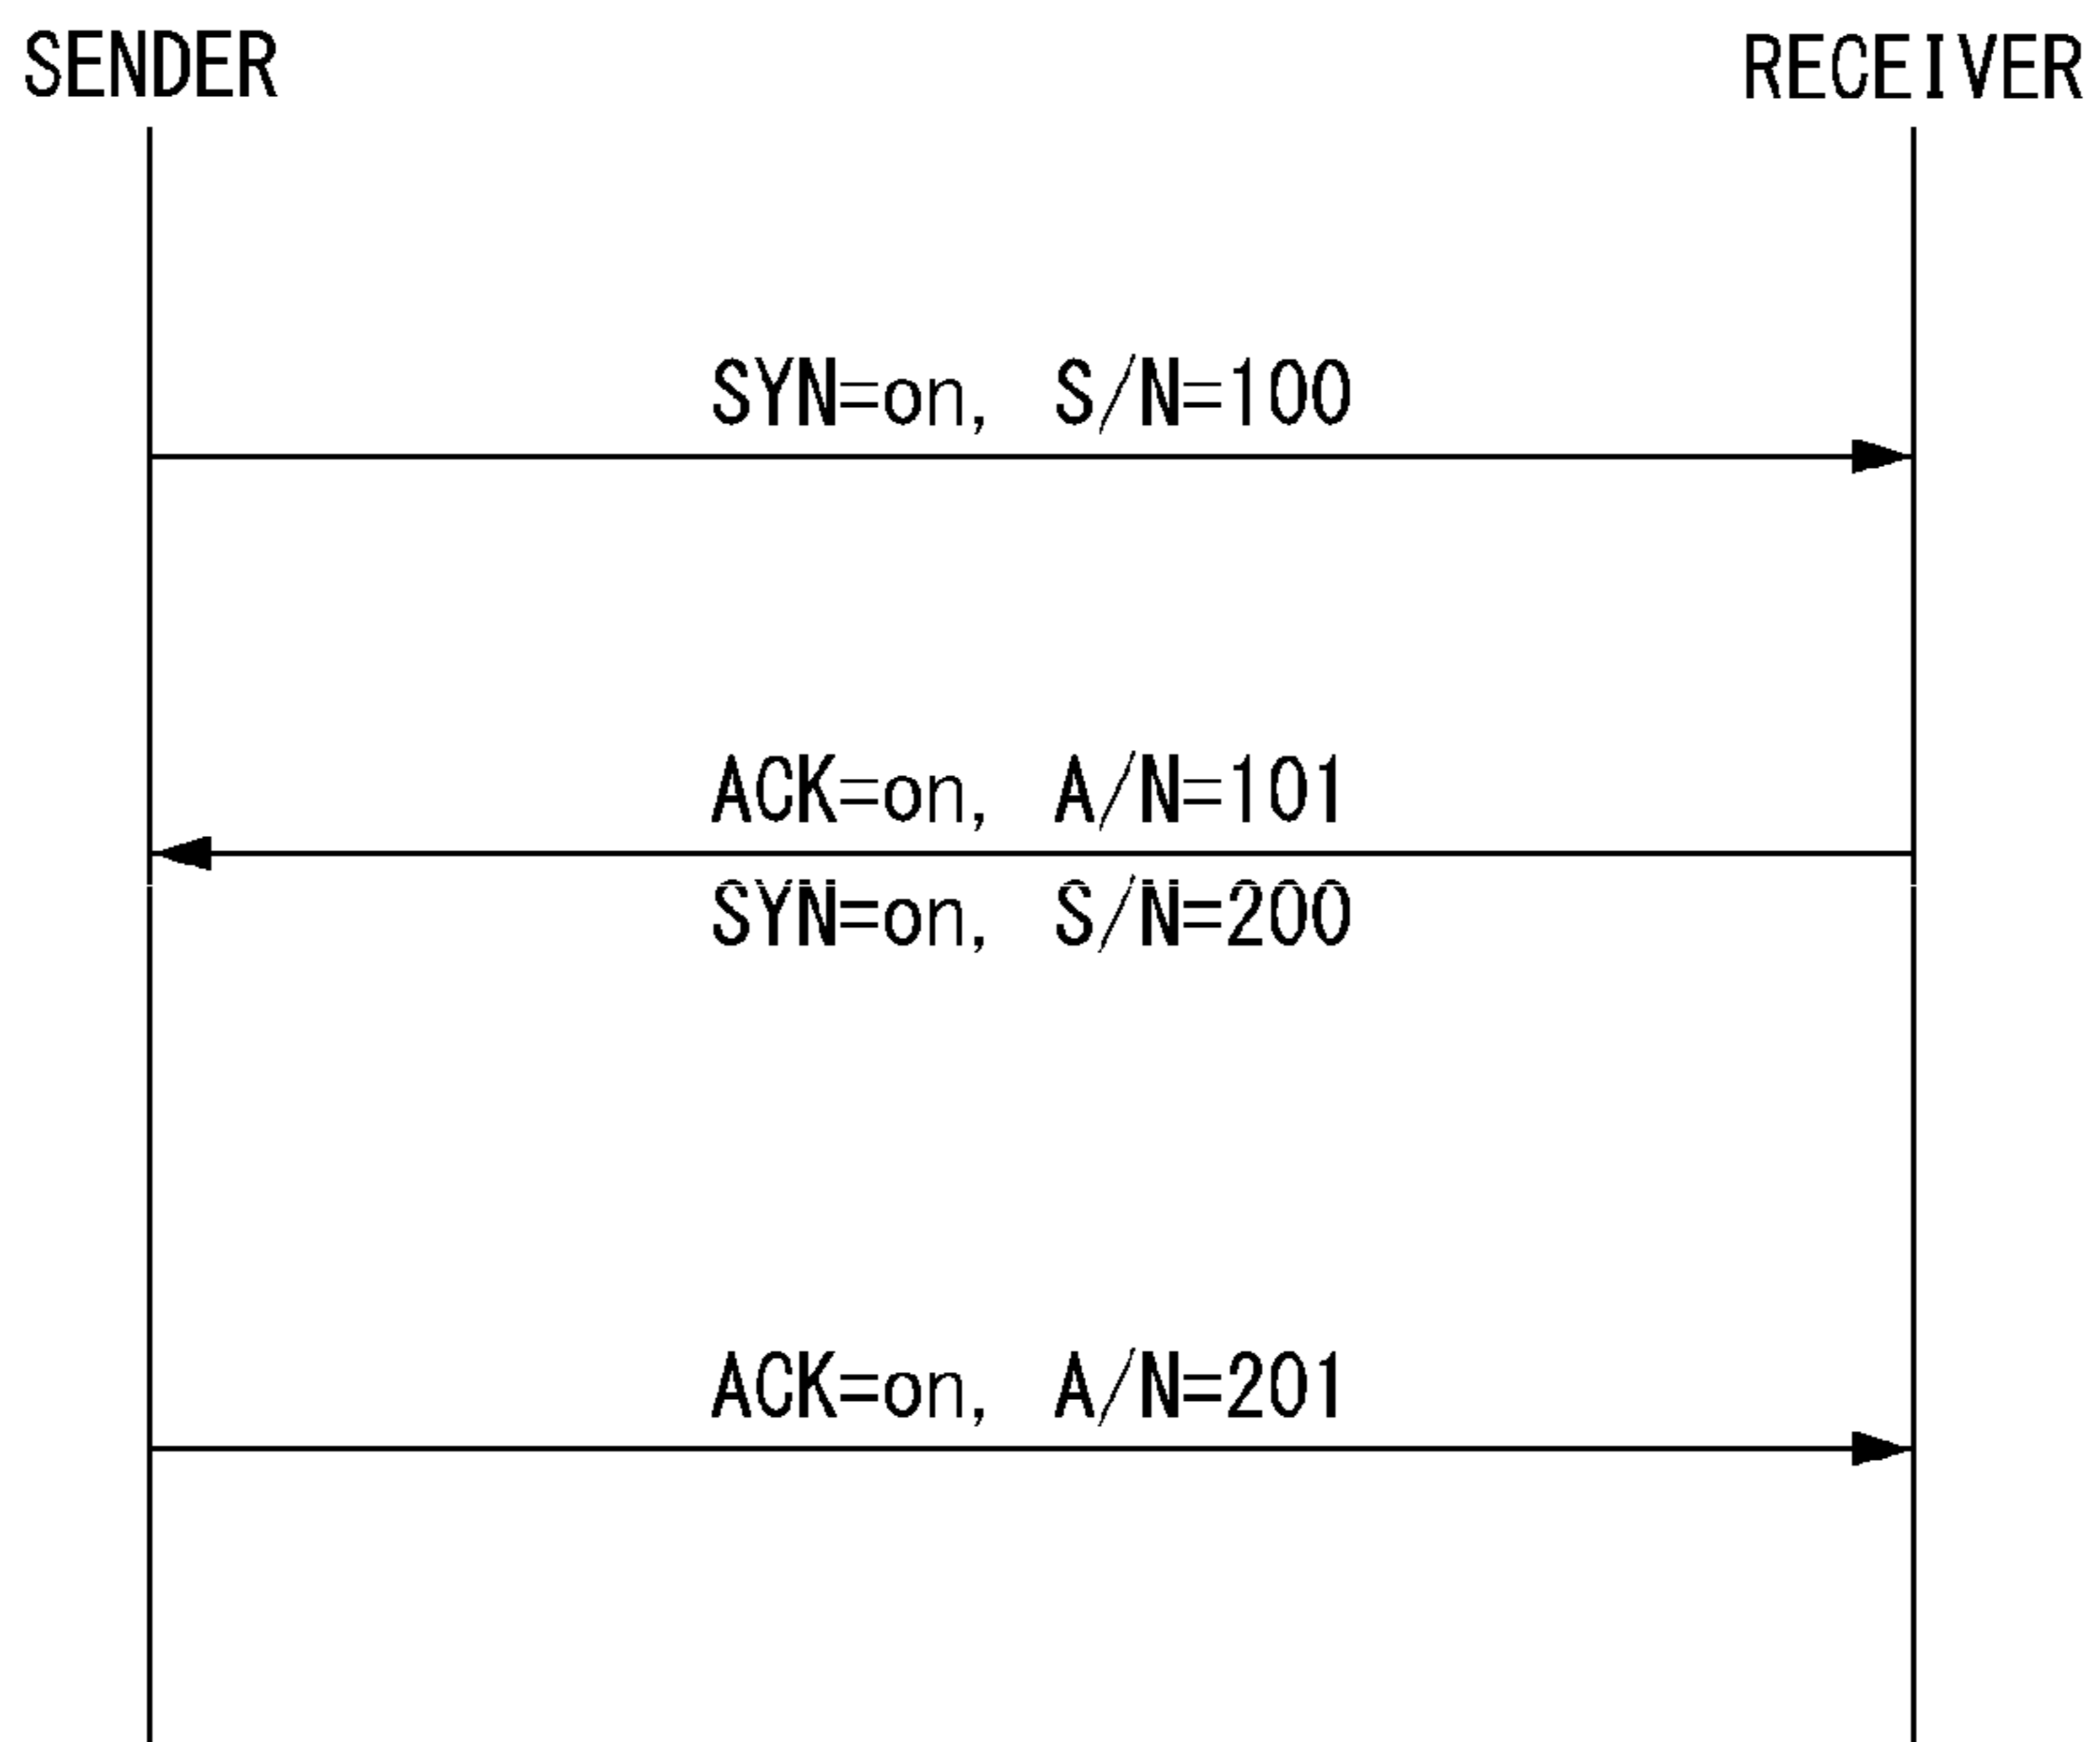 SENDER
RECEIVER
SYN=on, S/N=100
ACK=on, A/N=101
SYN=on, S/N=200
ACK=on, A/N=201